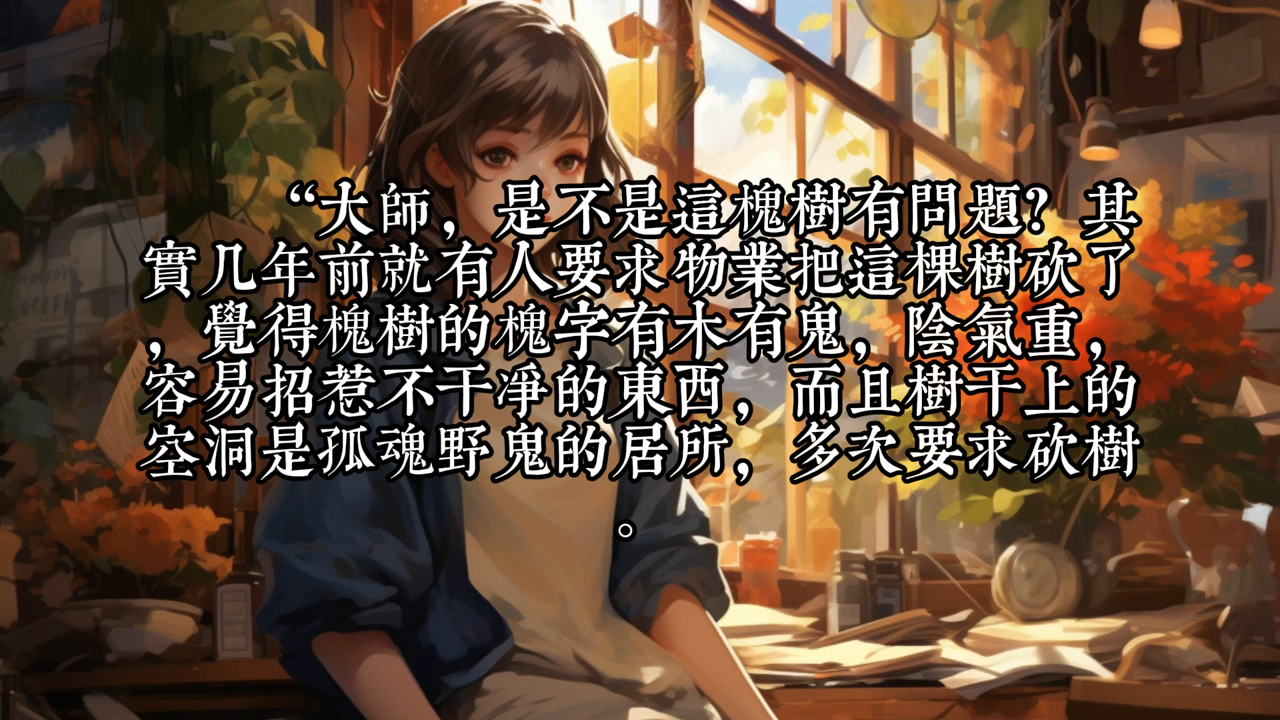 “大師，是不是這槐樹有問題？其
實几年前就有人要求物業把這棵樹砍了
，覺得槐樹的槐字有木有鬼，陰氣重，
容易招惹不干凈的東西，而且樹干上的
空洞是孤魂野鬼的居所，多次要求砍樹
。